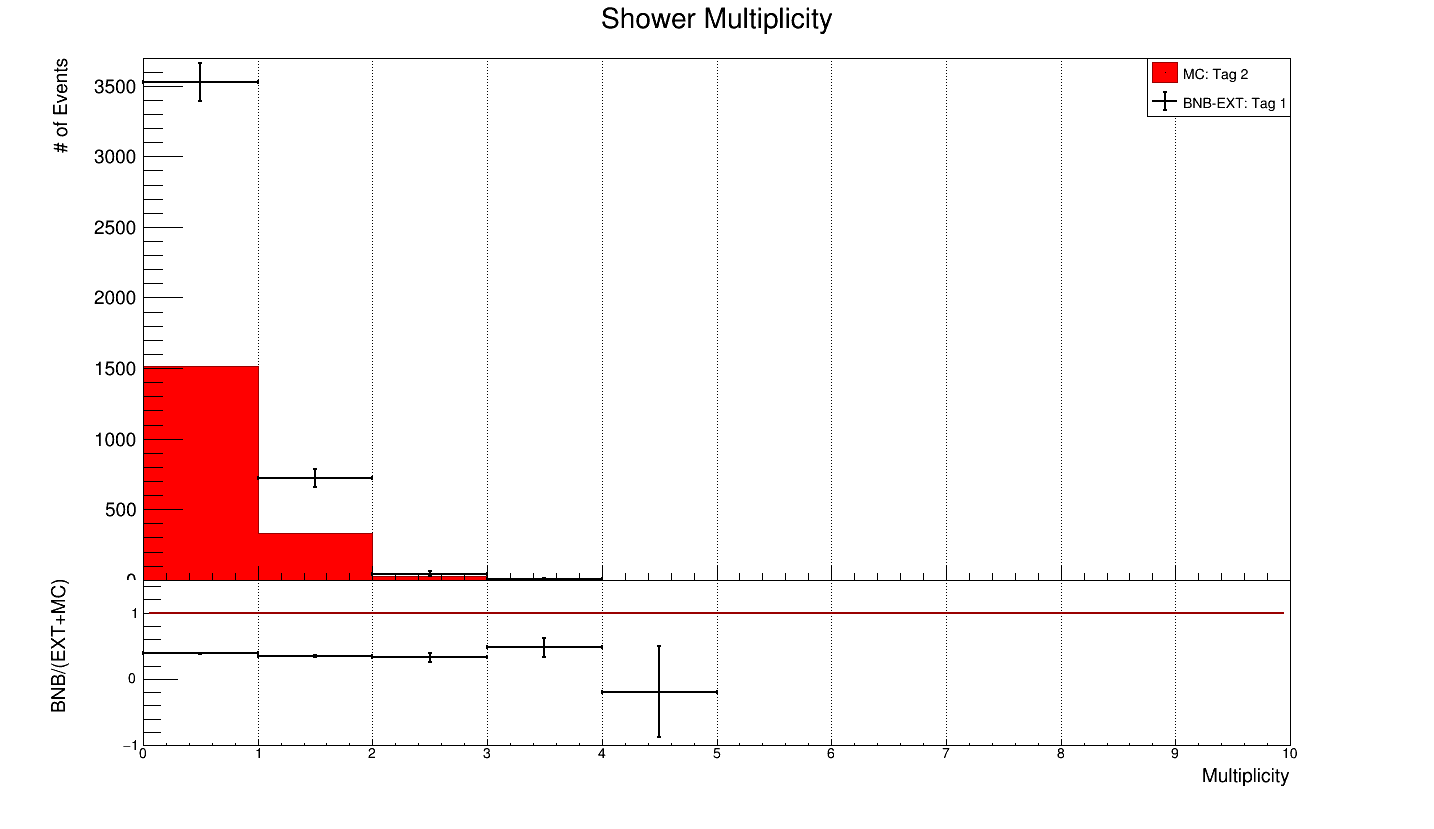 Shower Multiplicity
# of Events
3500
3000
2500
2000
1500
1000
500
0
MC: Tag 2
BNB-EXT: Tag 1
BNB/(EXT+MC)
1
0
−1
0 1 2 3 4 5 6 7 8 9 10
Multiplicity